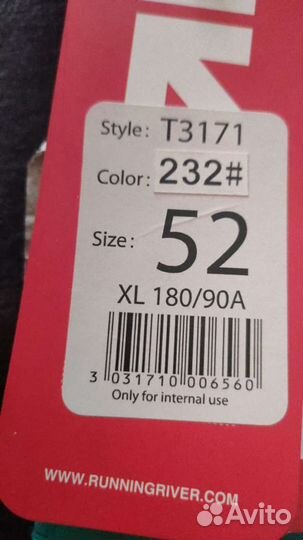 Style: T3171
Color: 232#
Size: 52
XL 180/90A
3 031710 006560
Only for internal use
WWW.RUNNINGRIVER.COM
Avito